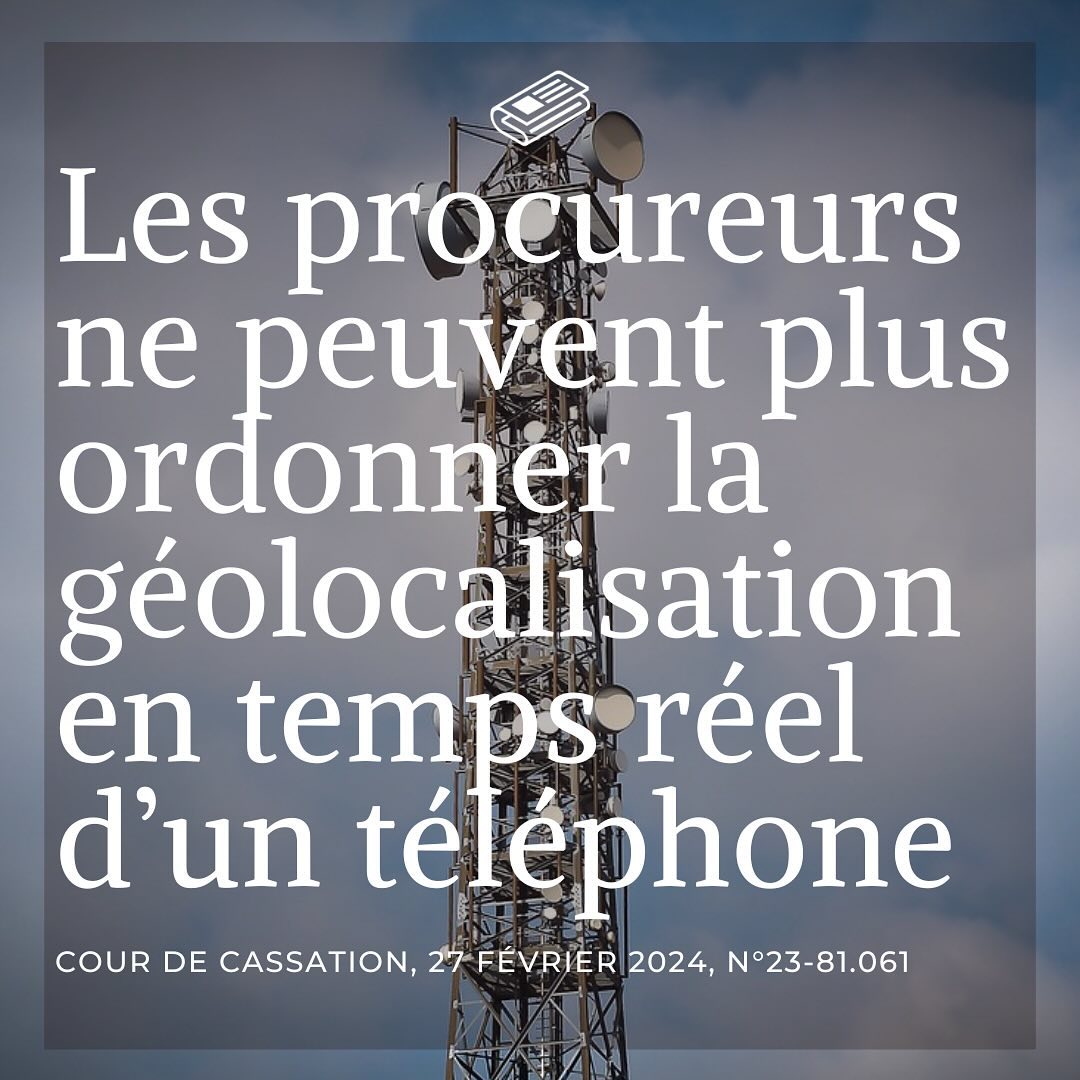 Les procureurs
ne peuvent plus
ordonner la
géolocalisation
en temps réel
d’un téléphone
COUR DE CASSATION, 27 FÉVRIER 2024, N°23-81.061